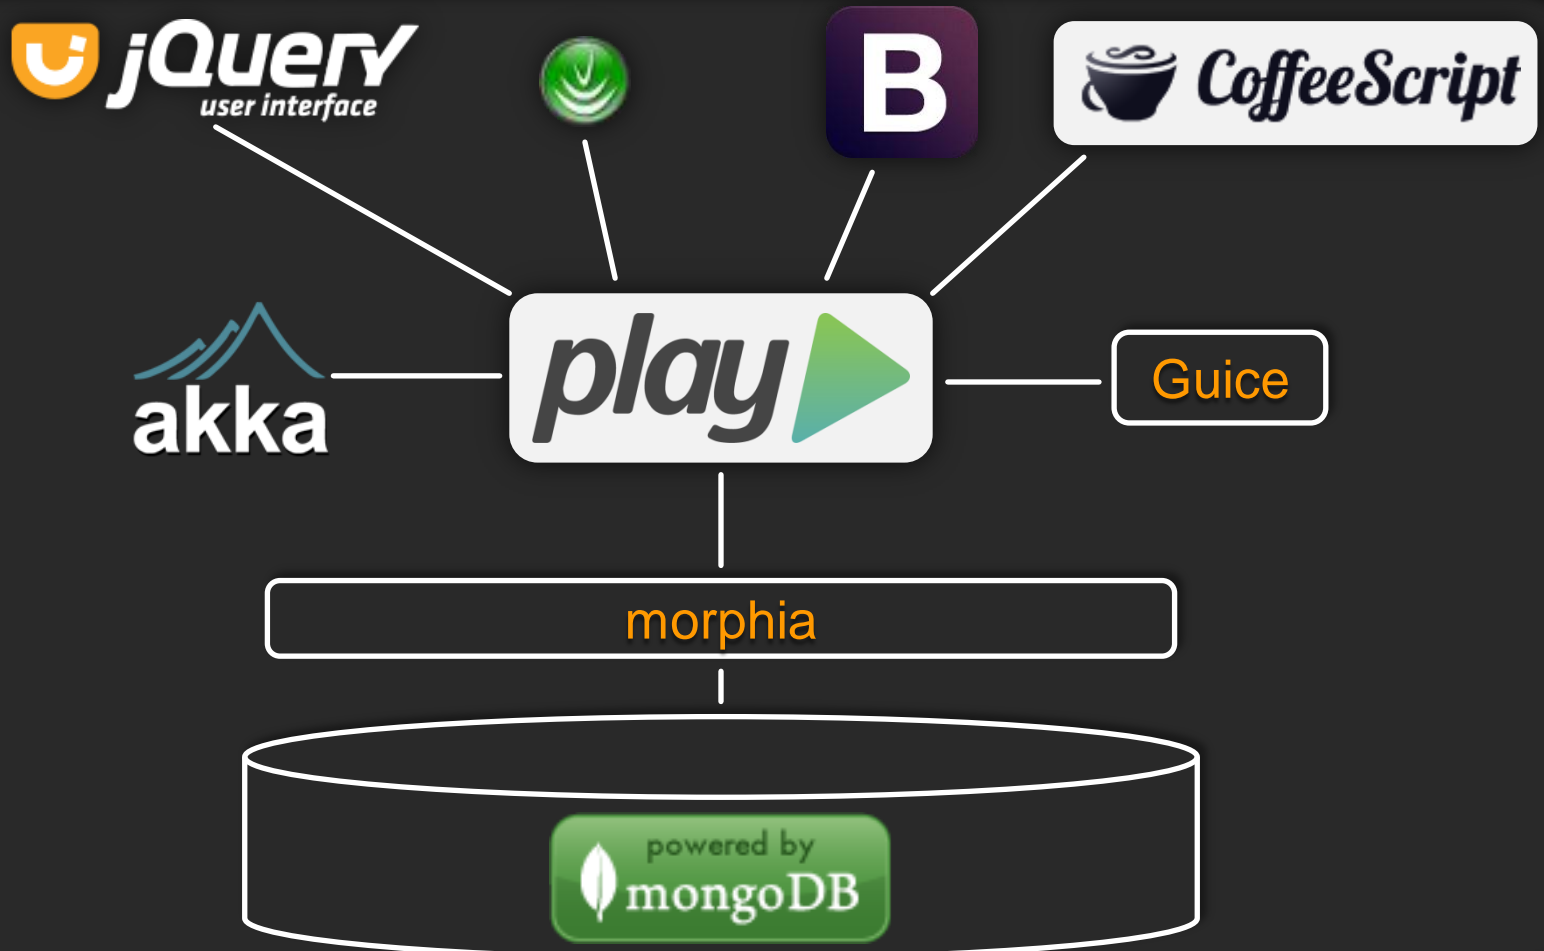 jQuery
user interface
B
CoffeeScript
akka
play
Guice
morphia
powered by
mongoDB